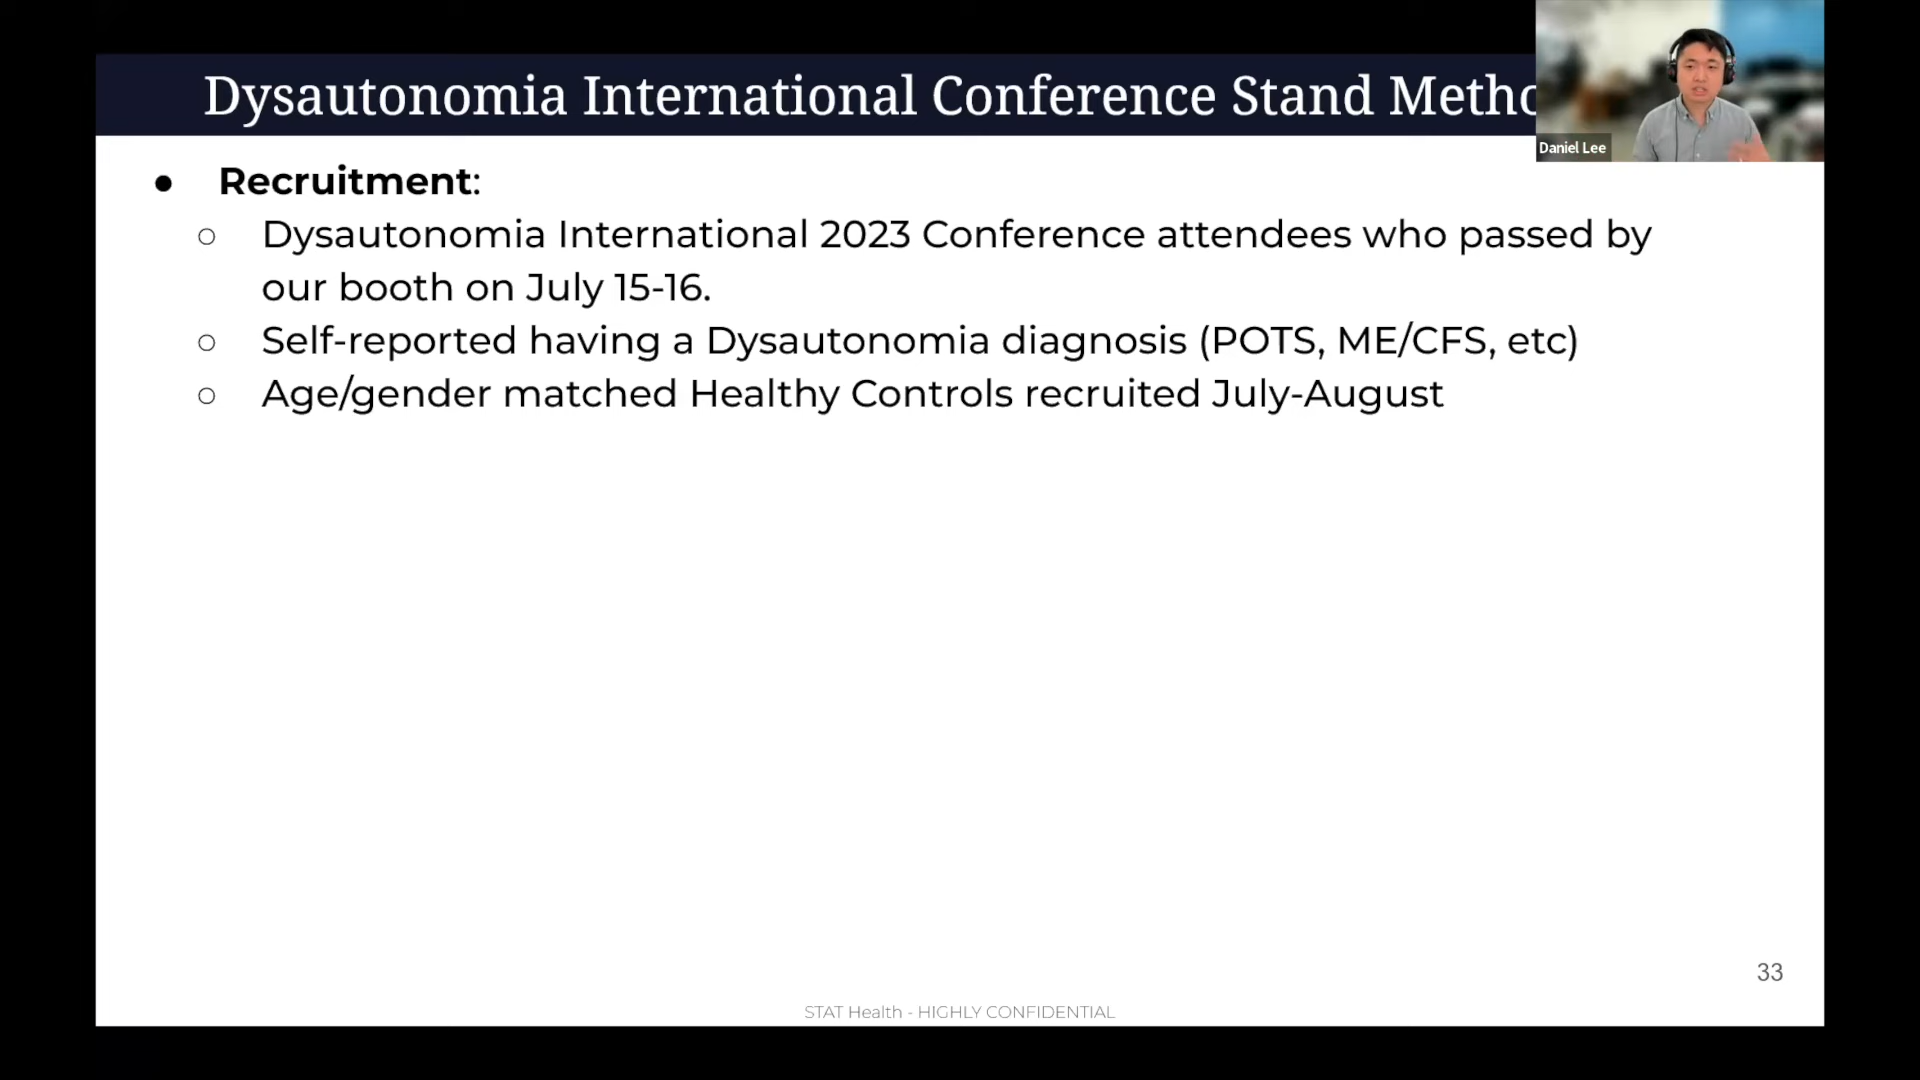 Dysautonomia International Conference Stand
Daniel Lee
● Recruitment:
○ Dysautonomia International 2023 Conference attendees who passed by
our booth on July 15-16.
○ Self-reported having a Dysautonomia diagnosis (POTS, ME/CFS, etc)
○ Age/gender matched Healthy Controls recruited July-August
33
STAT Health - HIGHLY CONFIDENTIAL